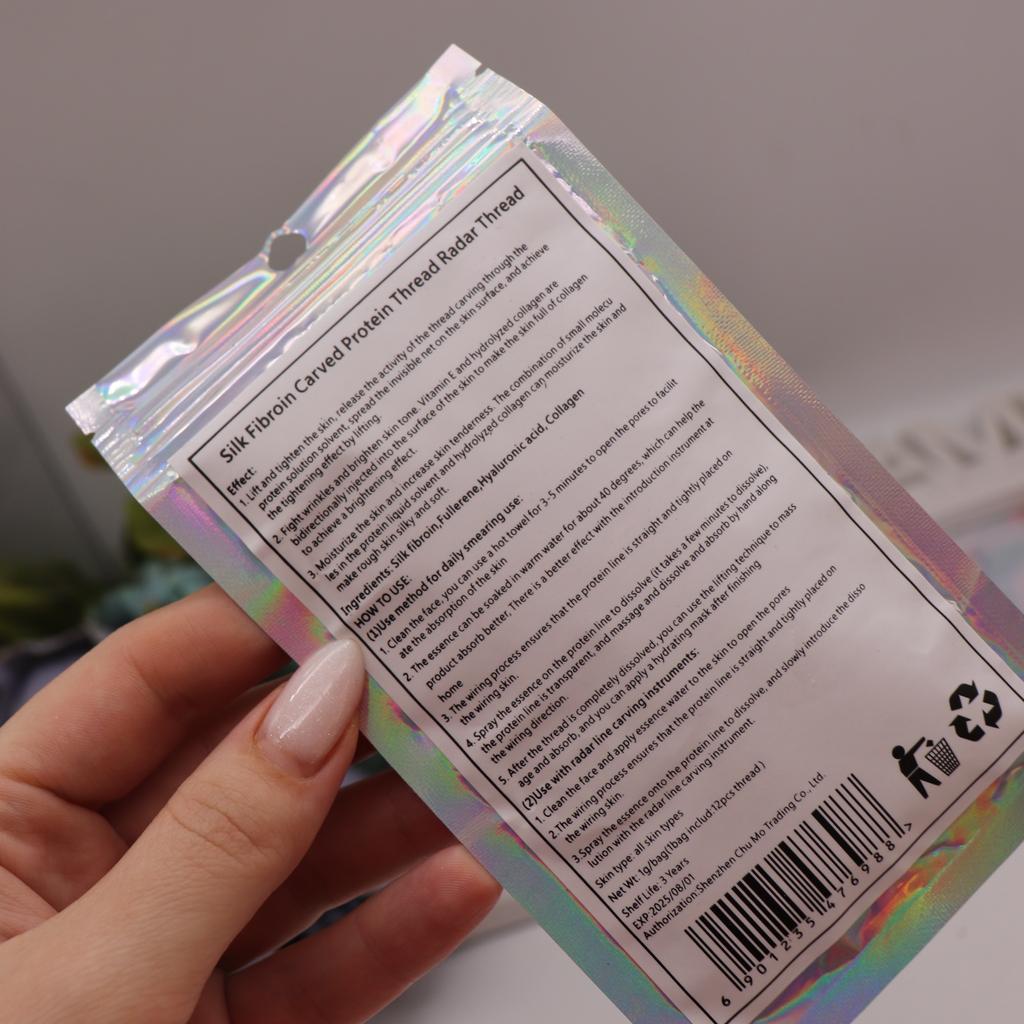 Silk Fibroin Carved Protein Thread Radar Thread
Effect:
1. Lift and tighten the skin, release the activity of the thread carving through the
protein solution solvent, spread the invisible net on the skin surface, and achieve
the tightening effect by lifting.
2. Fight wrinkles and brighten skin tone. Vitamin E and hydrolyzed collagen are
bidirectionally injected into the surface of the skin to make the skin full of collagen
to achieve a brightening effect.
3. Moisturize the skin and increase skin tenderness. The combination of small molecu
les in the protein liquid solvent and hydrolyzed collagen can moisturize the skin and
make rough skin silky and soft.
Ingredients: Silk fibroin,Fullerene,Hyaluronic acid, Collagen
HOW TO USE:
(1)Use method for daily smearing use:
1. Clean the face, you can use a hot towel for 3-5 minutes to open the pores to facilit
ate the absorption of the skin
2. The essence can be soaked in warm water for about 40 degrees, which can help the
product absorb better. There is a better effect with the introduction instrument at
home
3. The wiring process ensures that the protein line is straight and tightly placed on
the wiring skin.
4. Spray the essence on the protein line to dissolve (it takes a few minutes to dissolve),
the protein line is transparent, and massage and dissolve and absorb by hand along
the wiring direction.
5. After the thread is completely dissolved, you can use the lifting technique to mass
age and absorb, and you can apply a hydrating mask after finishing
(2)Use with radar line carving instruments:
1. Clean the face and apply essence water to the skin to open the pores
2.The wiring process ensures that the protein line is straight and tightly placed on
the wiring skin.
3.Spray the essence onto the protein line to dissolve, and slowly introduce the disso
lution with the radar line carving instrument.
Skin type: all skin types
Net Wt: 1g/bag(1bag includ12pcs thread )
Shelf Life: 3 Years
EXP:2025/08/01
Authorization:Shenzhen Chu Mo Trading Co., Ltd.
6 901235 476988 >